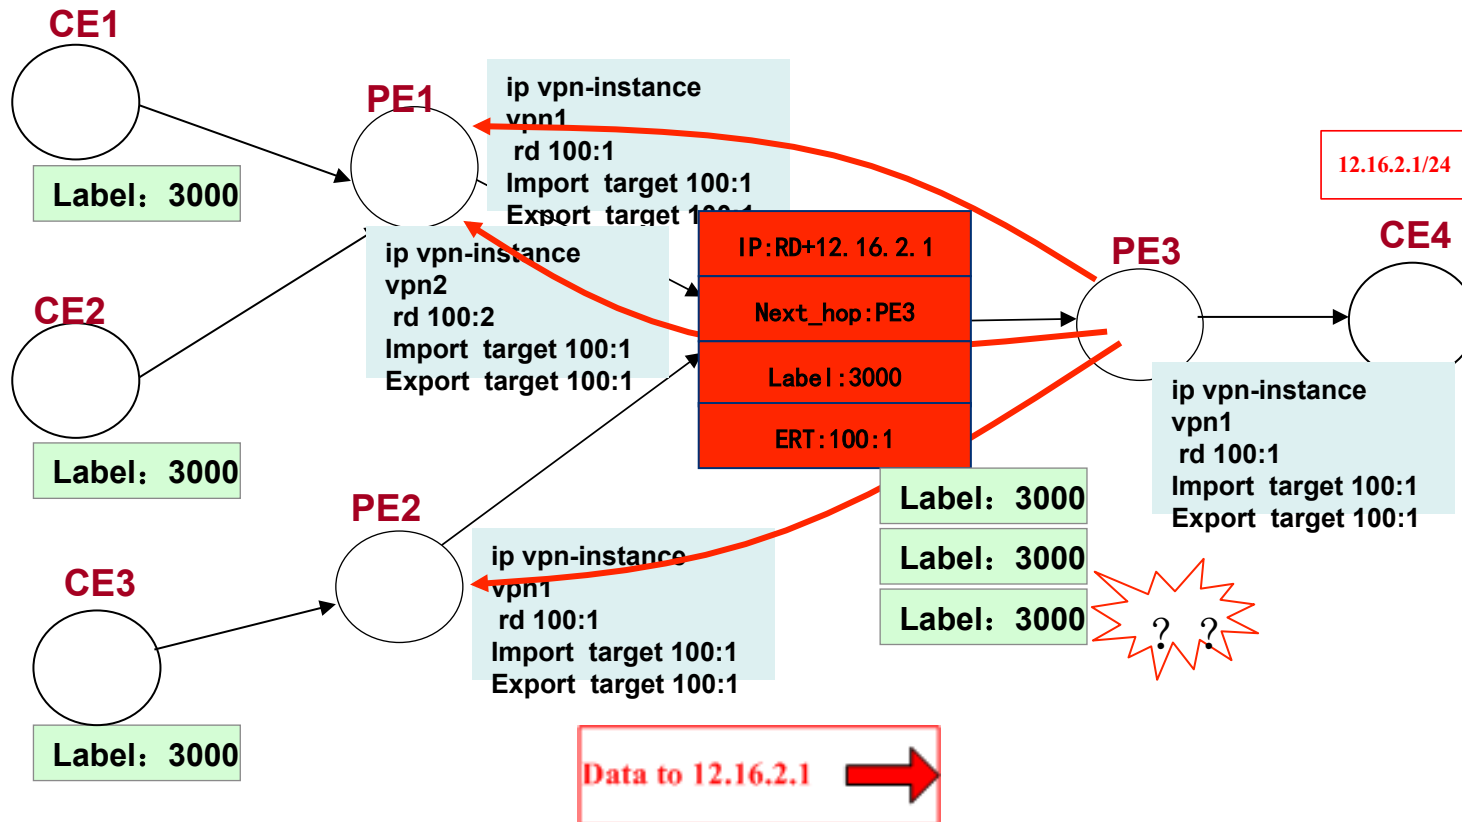 CE1
PE1
ip vpn-instance
vpn1
rd 100:1
Import target 100:1
Export target 100:1
Label：3000
12.16.2.1/24
CE4
PE3
IP:RD+12.16.2.1
Next_hop:PE3
Label:3000
ERT:100:1
ip vpn-instance
vpn2
rd 100:2
Import target 100:1
Export target 100:1
CE2
Label：3000
ip vpn-instance
vpn1
rd 100:1
Import target 100:1
Export target 100:1
PE2
Label：3000
Label：3000
Label：3000
? ?
ip vpn-instance
vpn1
rd 100:1
Import target 100:1
Export target 100:1
CE3
Label：3000
Data to 12.16.2.1